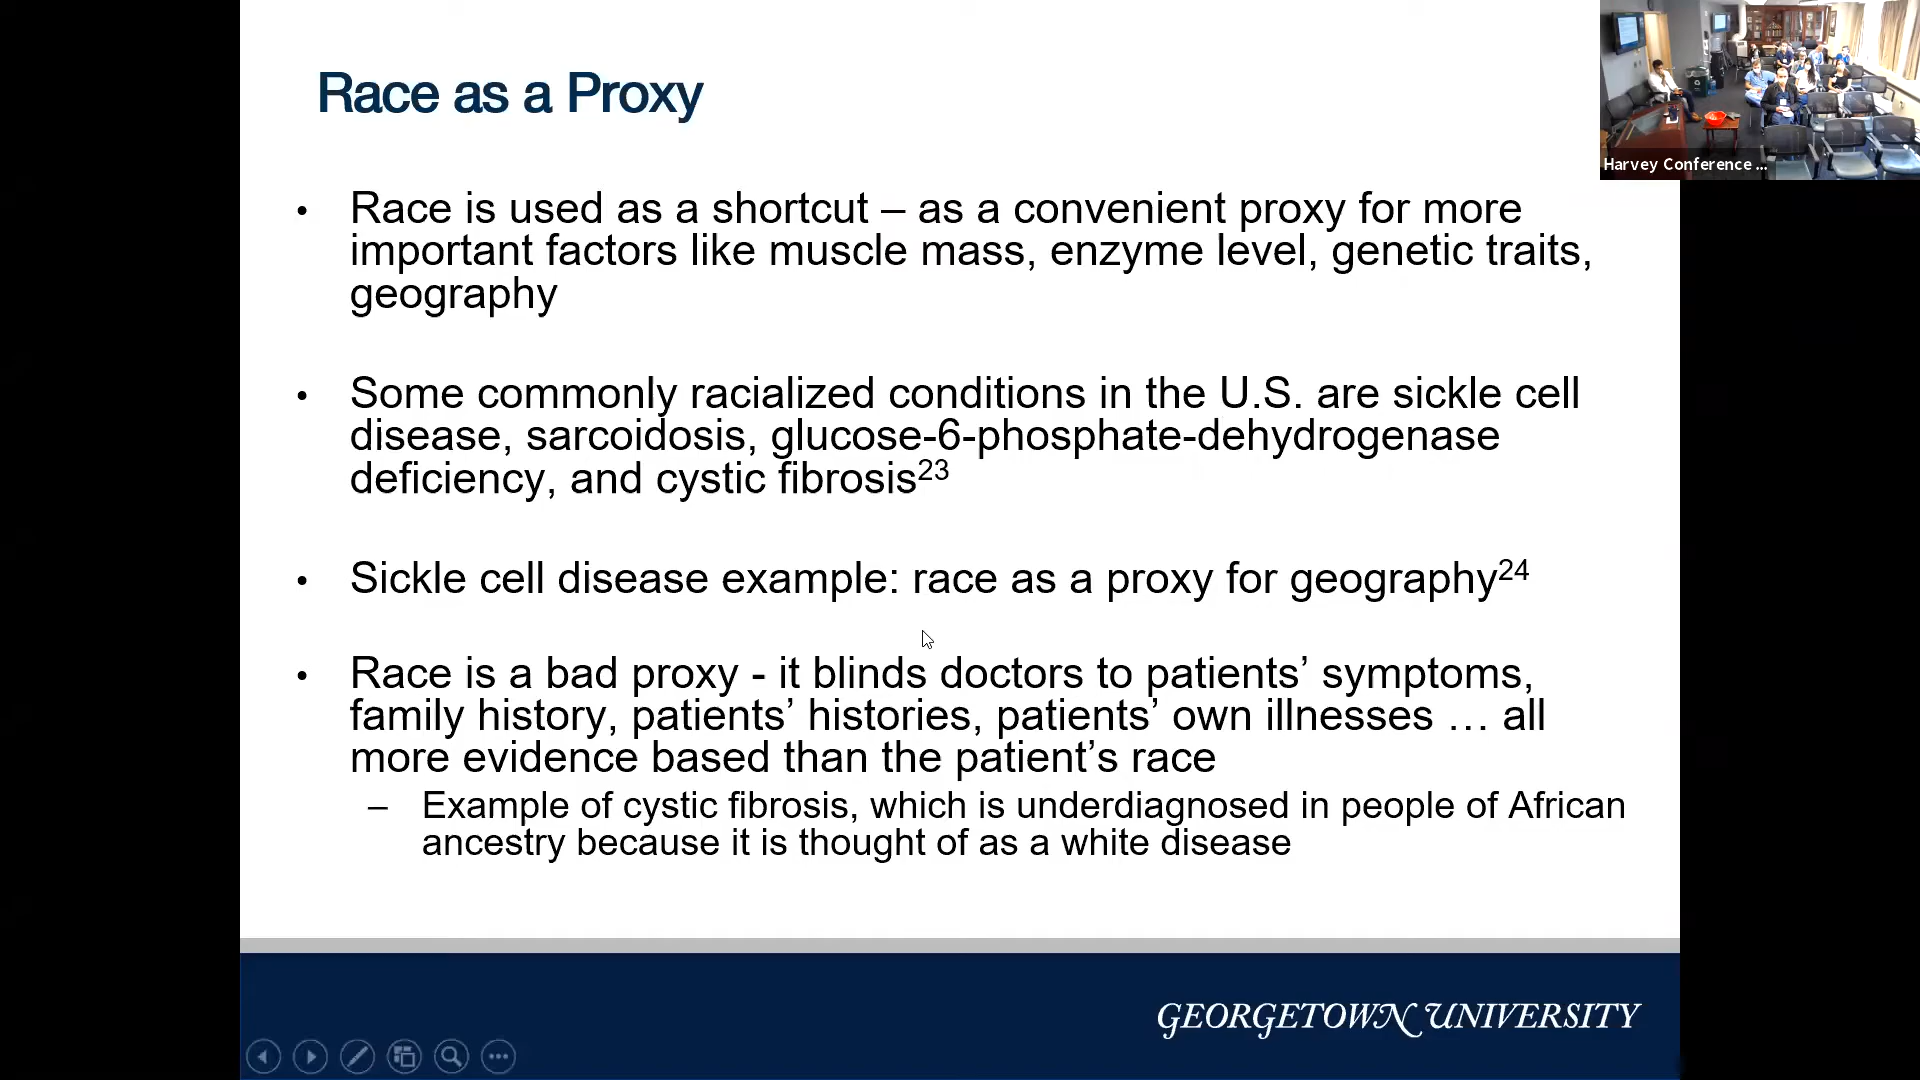 Race as a Proxy
Harvey Conference ...
• Race is used as a shortcut – as a convenient proxy for more
important factors like muscle mass, enzyme level, genetic traits,
geography
• Some commonly racialized conditions in the U.S. are sickle cell
disease, sarcoidosis, glucose-6-phosphate-dehydrogenase
deficiency, and cystic fibrosis23
• Sickle cell disease example: race as a proxy for geography24
• Race is a bad proxy - it blinds doctors to patients’ symptoms,
family history, patients’ histories, patients’ own illnesses … all
more evidence based than the patient’s race
– Example of cystic fibrosis, which is underdiagnosed in people of African
ancestry because it is thought of as a white disease
GEORGETOWN UNIVERSITY